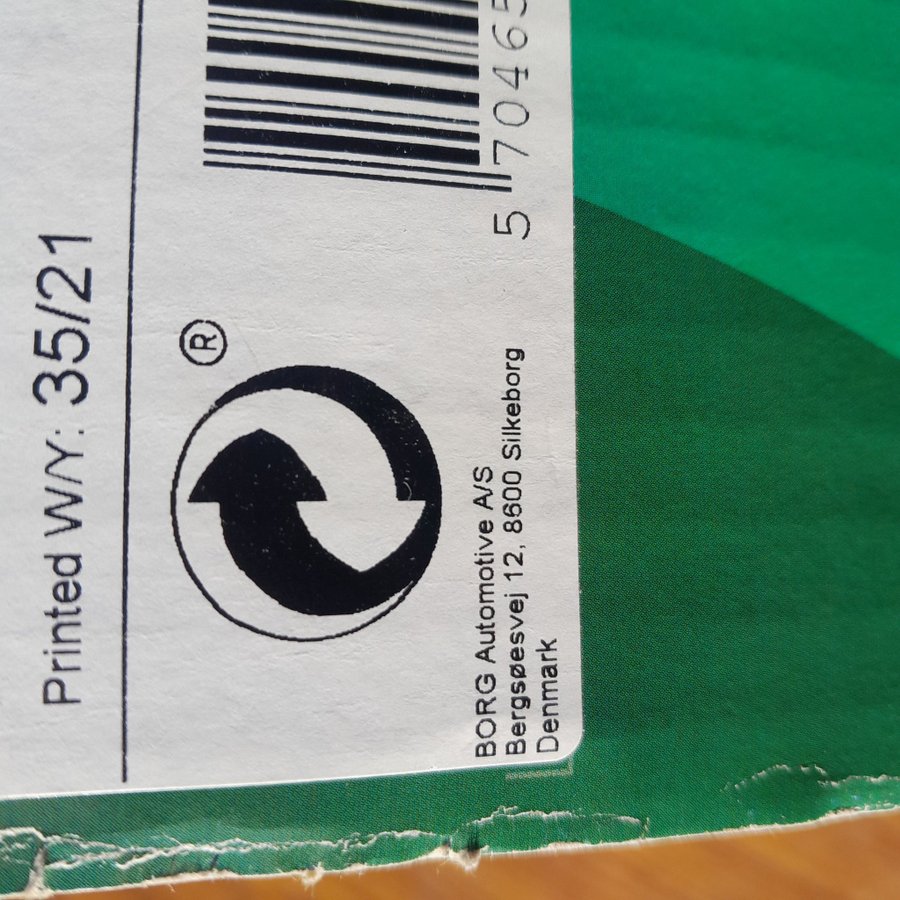 Printed W/Y: 35/21
®
5 70465
BORG Automotive A/S
Bergsøesvej 12, 8600 Silkeborg
Denmark